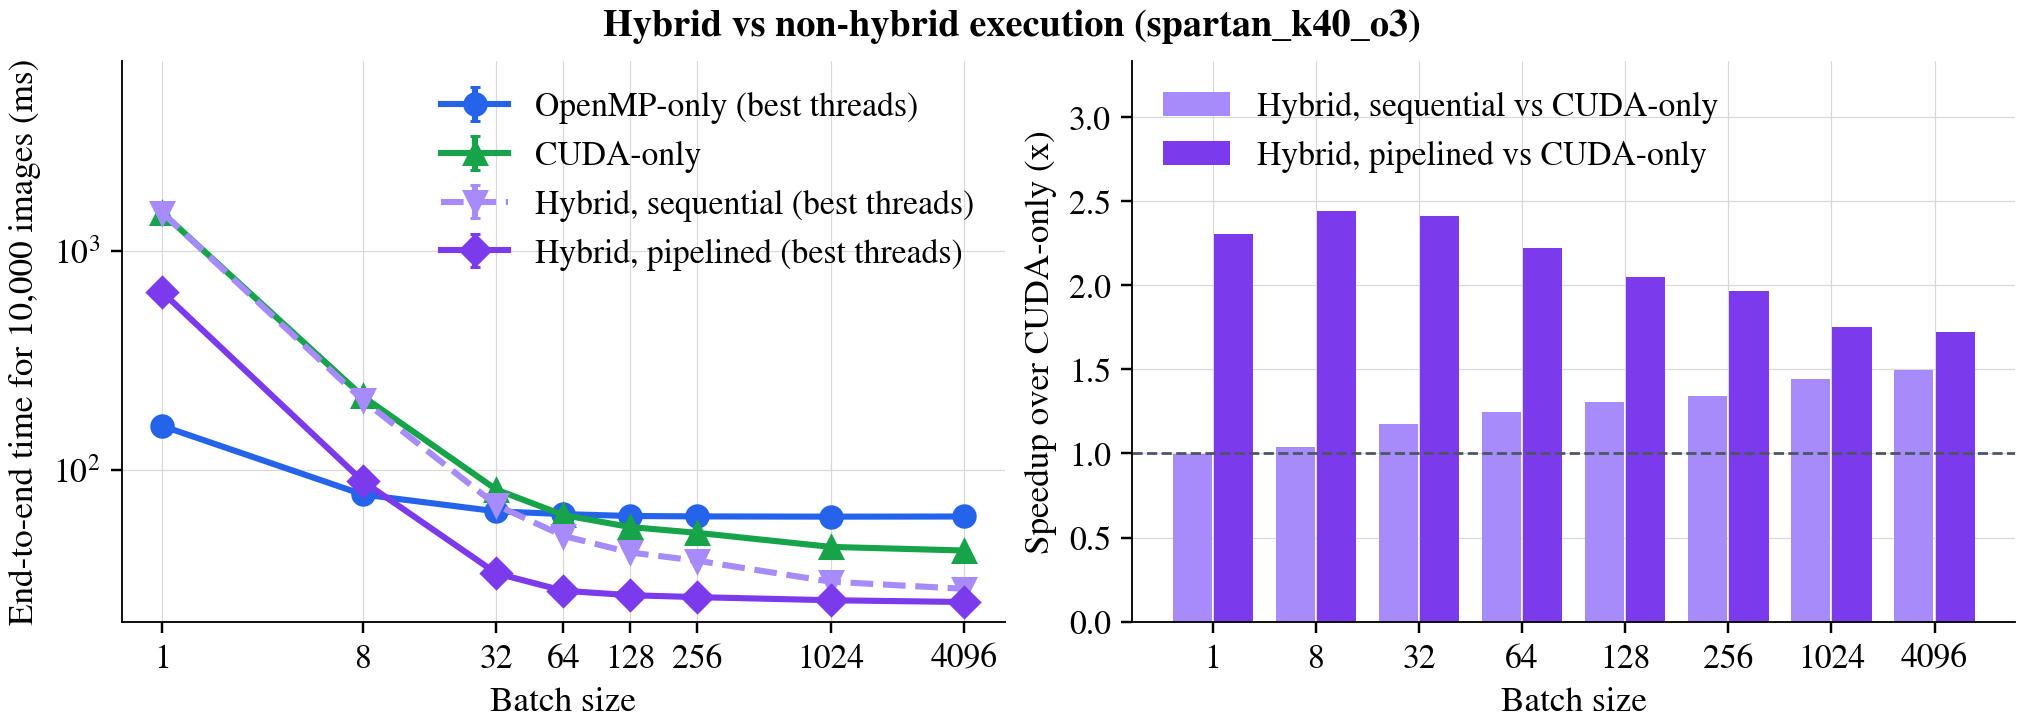 Hybrid vs non-hybrid execution (spartan_k40_o3)
End-to-end time for 10,000 images (ms)
10³
10²
OpenMP-only (best threads)
CUDA-only
Hybrid, sequential (best threads)
Hybrid, pipelined (best threads)
1 8 32 64 128 256 1024 4096
Batch size
Speedup over CUDA-only (x)
3.0
2.5
2.0
1.5
1.0
0.5
0.0
Hybrid, sequential vs CUDA-only
Hybrid, pipelined vs CUDA-only
1 8 32 64 128 256 1024 4096
Batch size